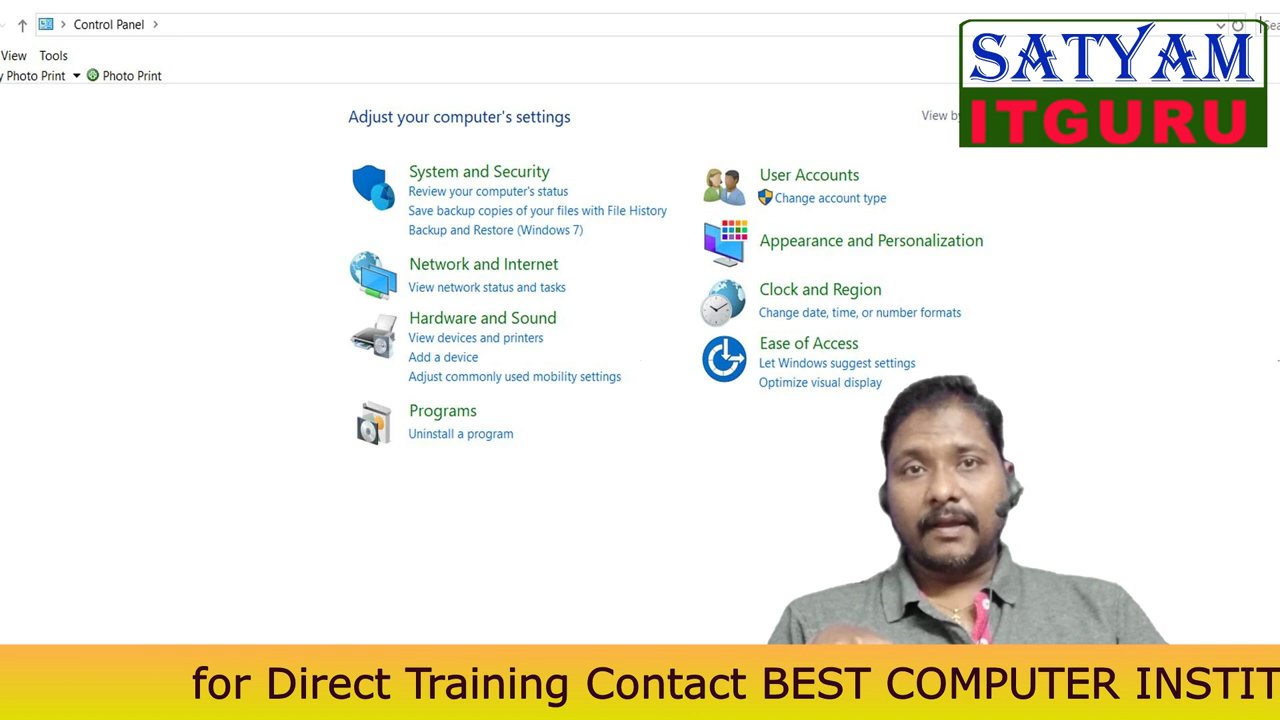 Control Panel
View Tools
y Photo Print Photo Print
SATYAM
ITGURU
Adjust your computer's settings
View by
System and Security
Review your computer's status
Save backup copies of your files with File History
Backup and Restore (Windows 7)
Network and Internet
View network status and tasks
Hardware and Sound
View devices and printers
Add a device
Adjust commonly used mobility settings
Programs
Uninstall a program
User Accounts
Change account type
Appearance and Personalization
Clock and Region
Change date, time, or number formats
Ease of Access
Let Windows suggest settings
Optimize visual display
for Direct Training Contact BEST COMPUTER INSTIT